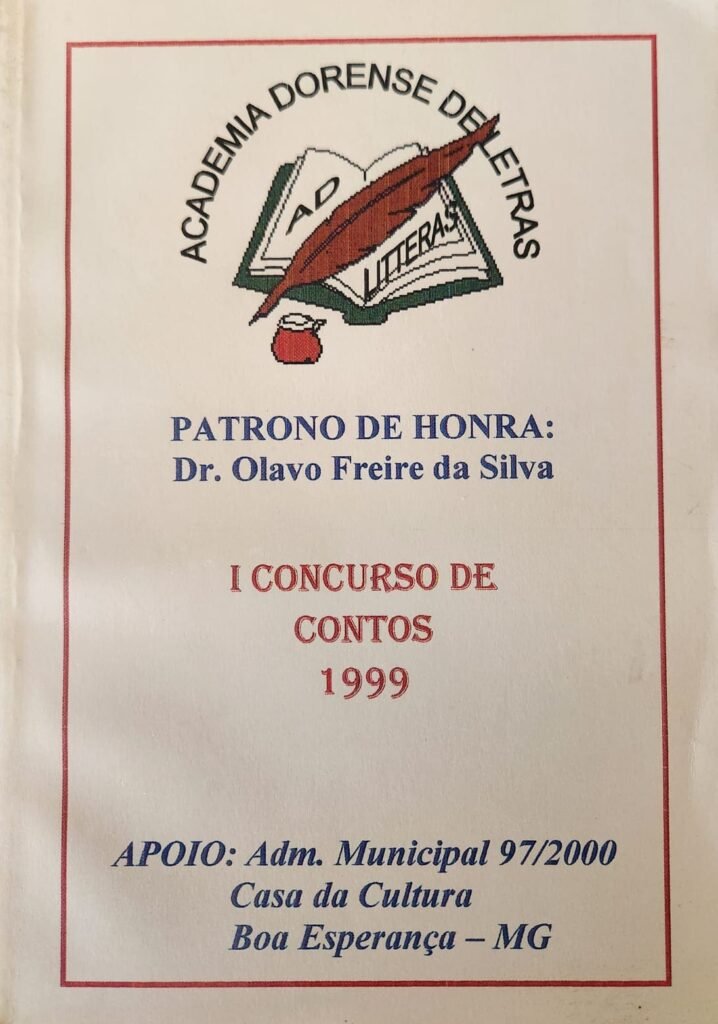 ACADEMIA DORENSE DE LETRAS
AD
LITTERAS
PATRONO DE HONRA:
Dr. Olavo Freire da Silva
I CONCURSO DE
CONTOS
1999
APOIO: Adm. Municipal 97/2000
Casa da Cultura
Boa Esperança – MG